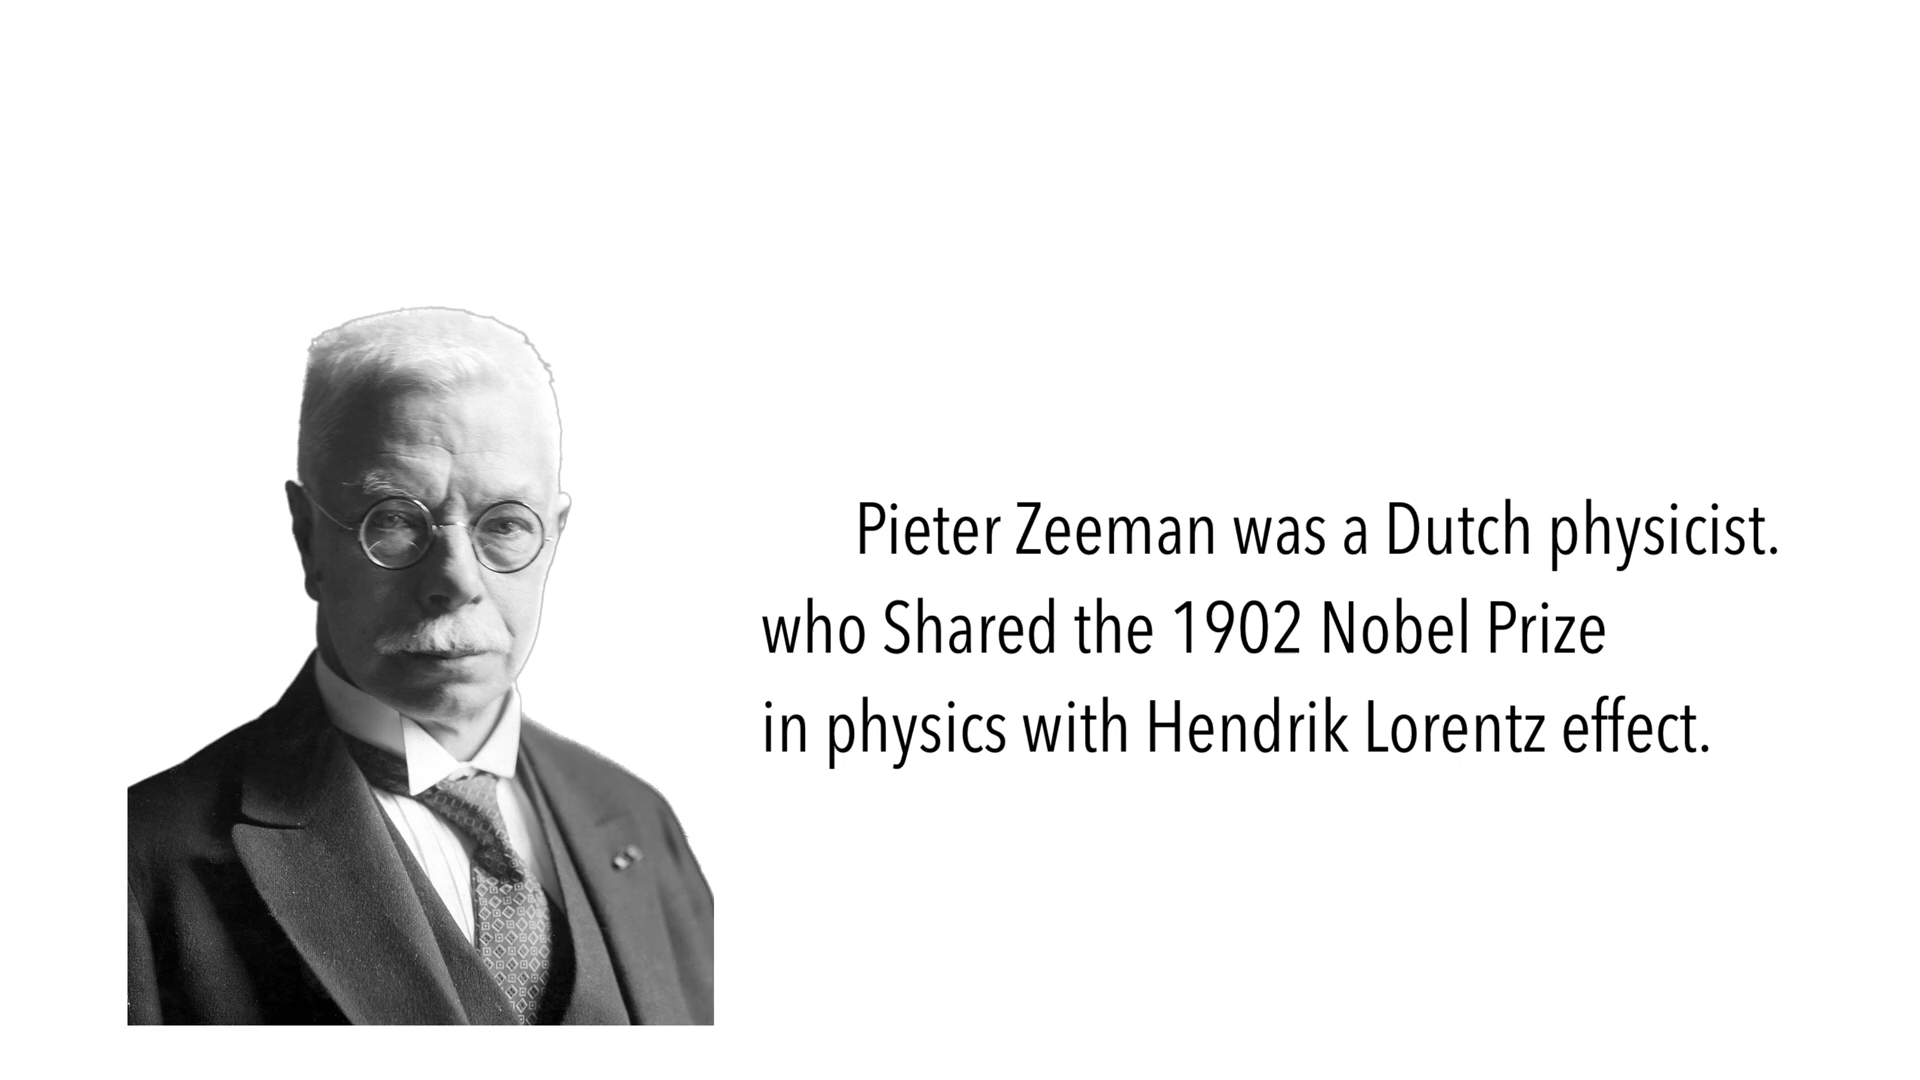 Pieter Zeeman was a Dutch physicist.
who Shared the 1902 Nobel Prize
in physics with Hendrik Lorentz effect.